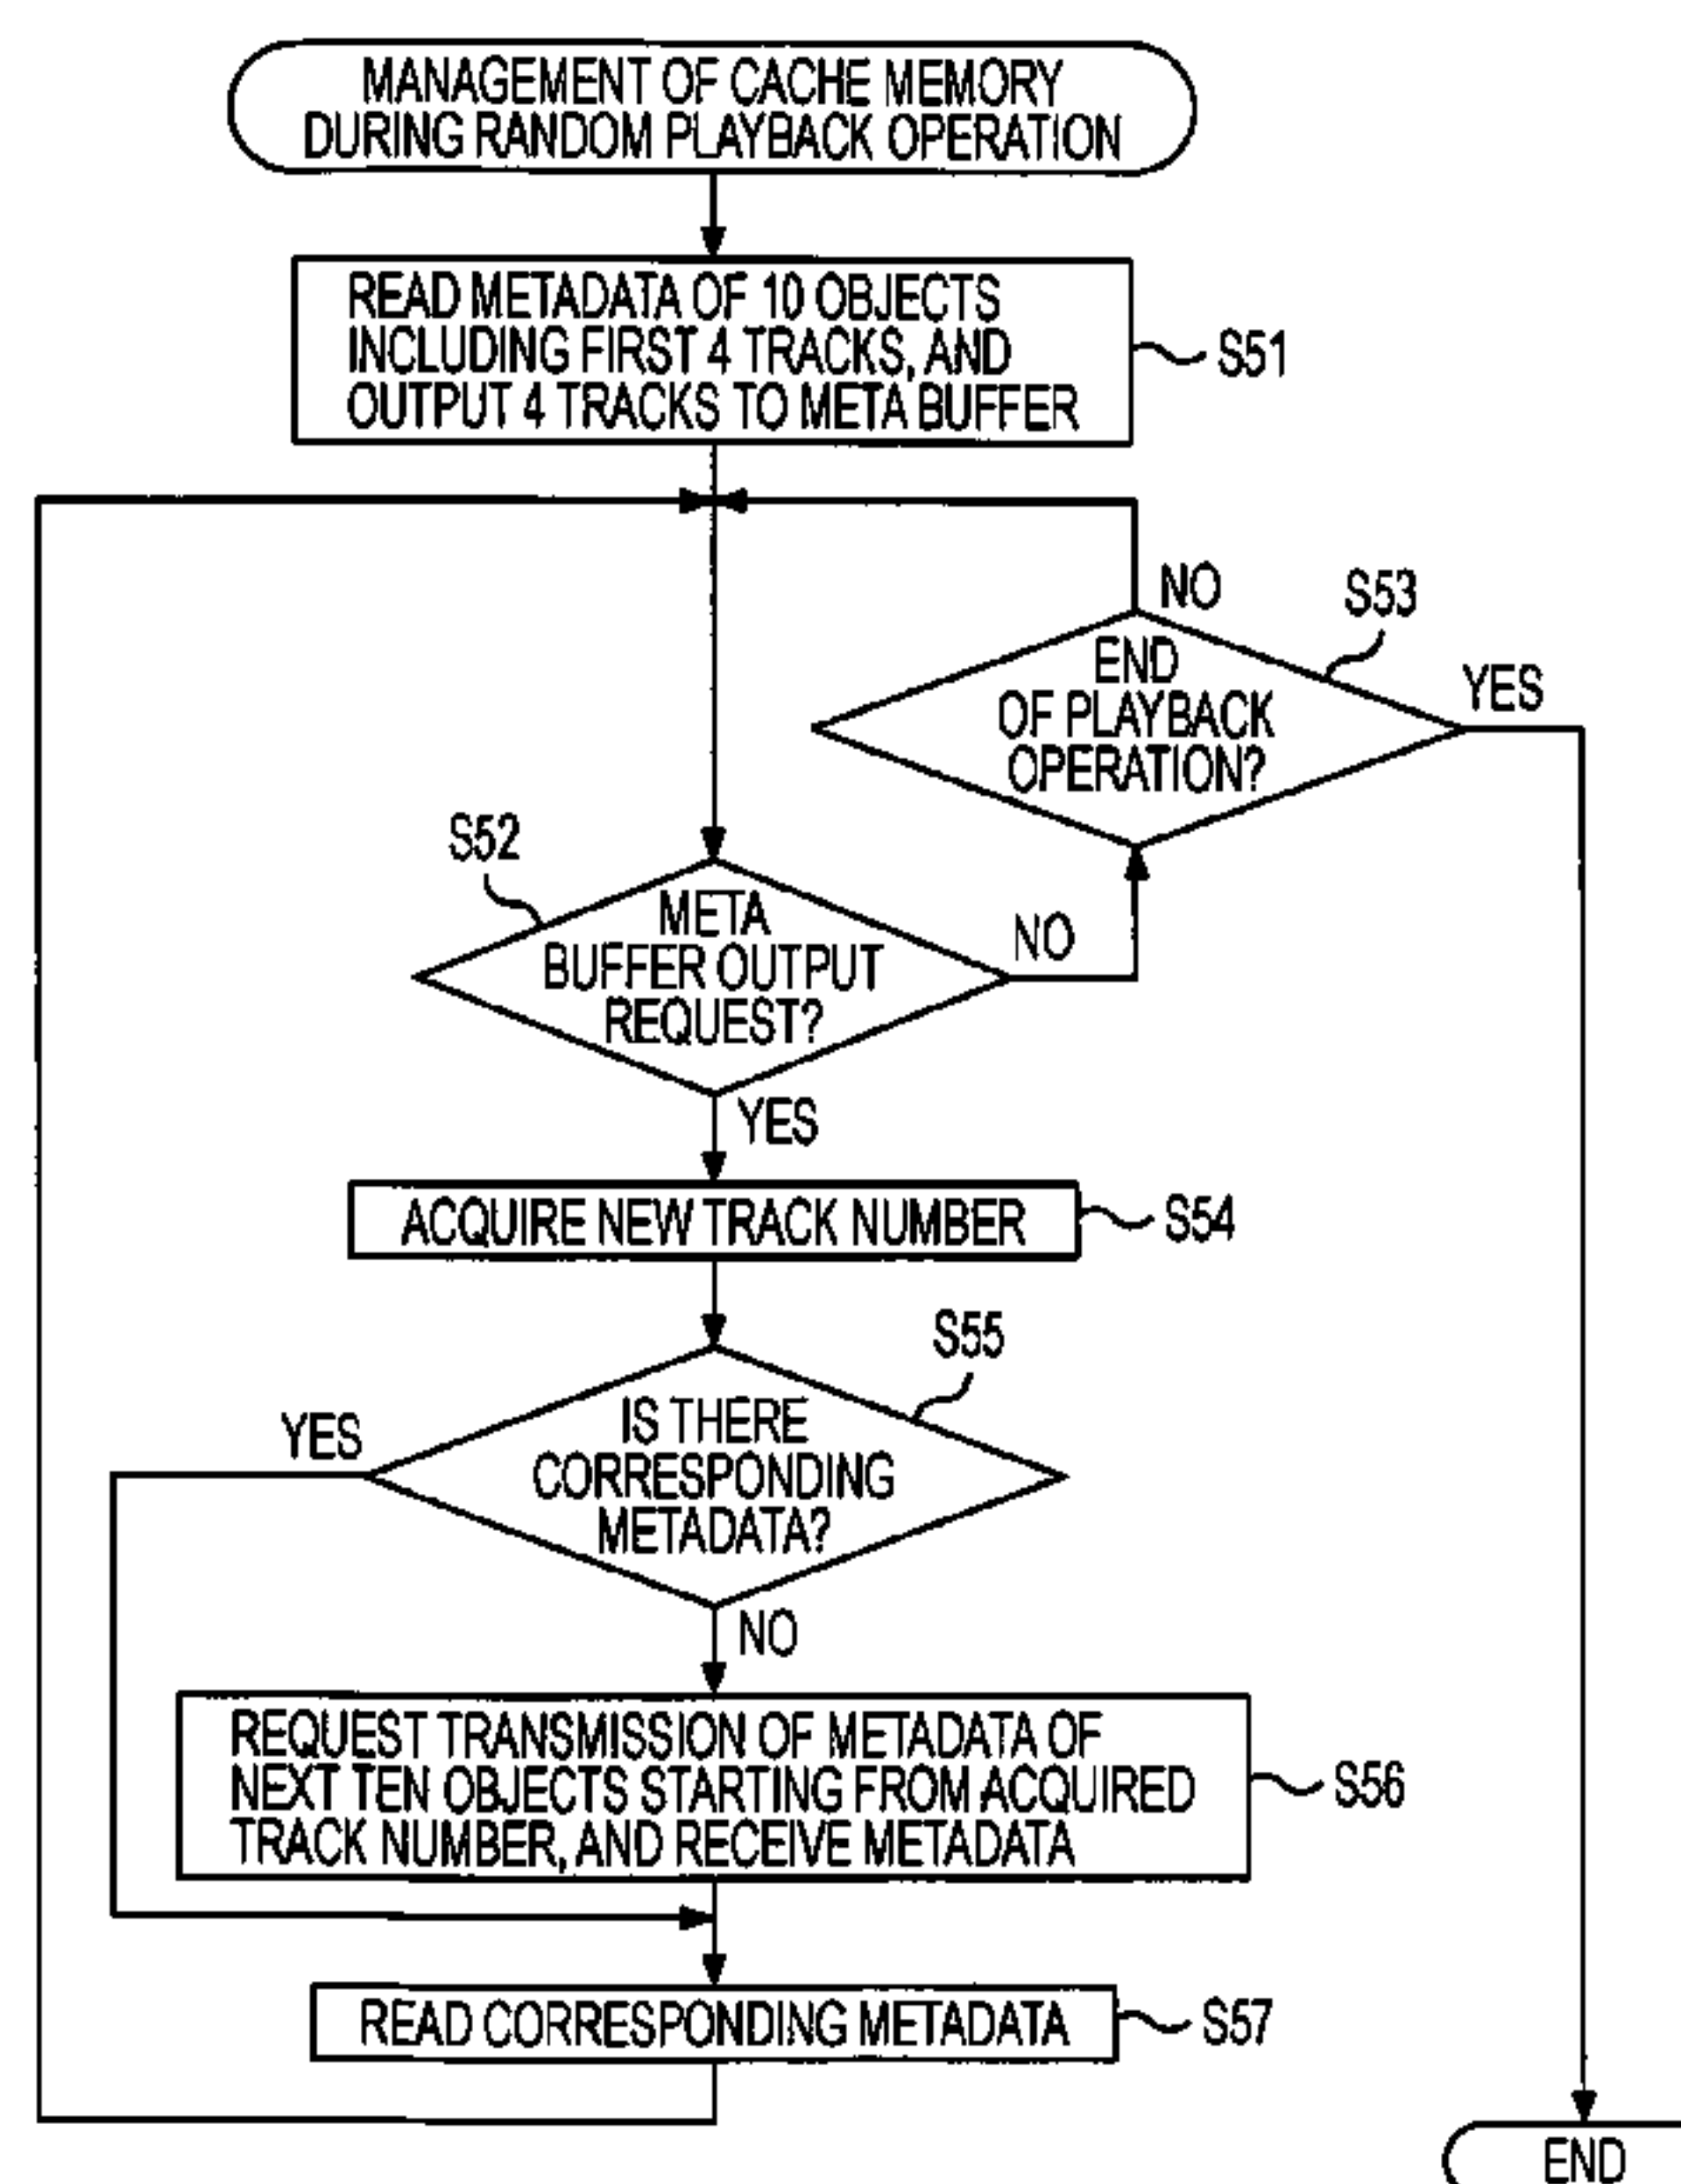 MANAGEMENT OF CACHE MEMORY
DURING RANDOM PLAYBACK OPERATION
READ METADATA OF 10 OBJECTS
INCLUDING FIRST 4 TRACKS, AND
OUTPUT 4 TRACKS TO META BUFFER
S51
NO
S53
END
OF PLAYBACK
OPERATION?
YES
S52
META
BUFFER OUTPUT
REQUEST?
NO
YES
ACQUIRE NEW TRACK NUMBER
S54
S55
IS THERE
CORRESPONDING
METADATA?
YES
NO
REQUEST TRANSMISSION OF METADATA OF
NEXT TEN OBJECTS STARTING FROM ACQUIRED
TRACK NUMBER, AND RECEIVE METADATA
S56
READ CORRESPONDING METADATA
S57
END